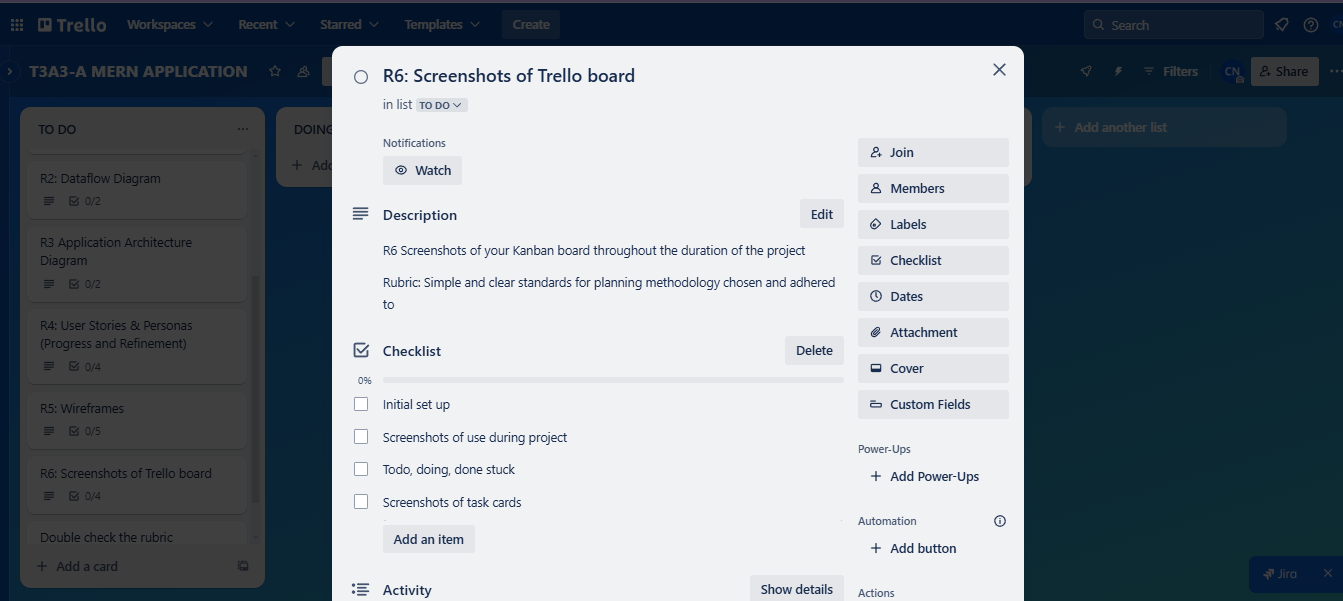 Trello
Workspaces
Recent
Starred
Templates
Create
Search
T3A3-A MERN APPLICATION
Filters
CN
Share
TO DO
R2: Dataflow Diagram
0/2
R3 Application Architecture
Diagram
0/2
R4: User Stories & Personas
(Progress and Refinement)
0/4
R5: Wireframes
0/5
R6: Screenshots of Trello board
0/4
Double check the rubric
+ Add a card
DOING
+ Add
+ Add another list
R6: Screenshots of Trello board
in list TO DO
Notifications
Watch
Description
Edit
R6 Screenshots of your Kanban board throughout the duration of the project
Rubric: Simple and clear standards for planning methodology chosen and adhered
to
Checklist
Delete
0%
Initial set up
Screenshots of use during project
Todo, doing, done stuck
Screenshots of task cards
Add an item
Activity
Show details
Join
Members
Labels
Checklist
Dates
Attachment
Cover
Custom Fields
Power-Ups
+ Add Power-Ups
Automation
+ Add button
Actions
Jira